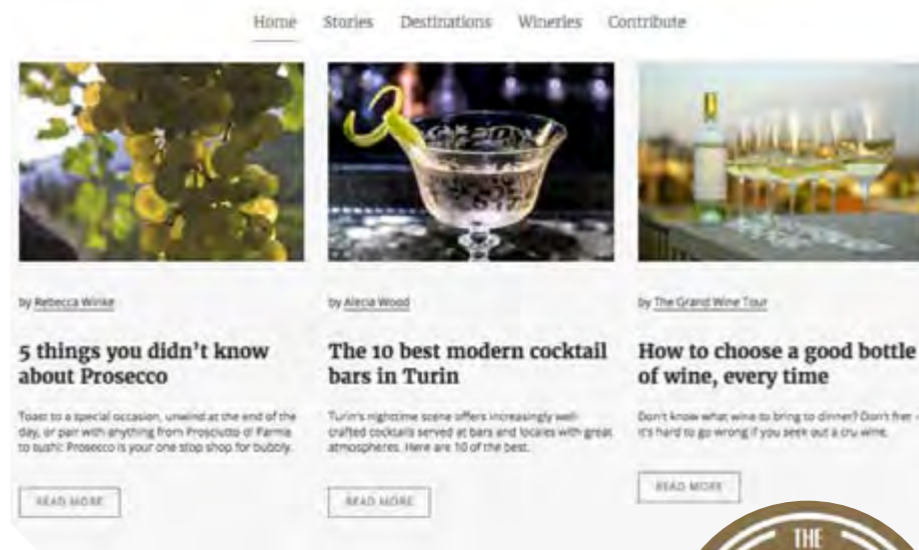 Home Stories Destinations Wineries Contribute
by Rebecca Winke
5 things you didn't know
about Prosecco
Toast to a special occasion, unwind at the end of the
day, or pair with anything from Prosciutto di Parma
to sushi: Prosecco is your one stop shop for bubbly.
READ MORE
by Alecia Wood
The 10 best modern cocktail
bars in Turin
Turin's nighttime scene offers increasingly well-
crafted cocktails served at bars and locales with great
atmospheres. Here are 10 of the best.
READ MORE
by The Grand Wine Tour
How to choose a good bottle
of wine, every time
Don't know what wine to bring to dinner? Don't fret
it's hard to go wrong if you seek out a cru wine.
READ MORE
THE